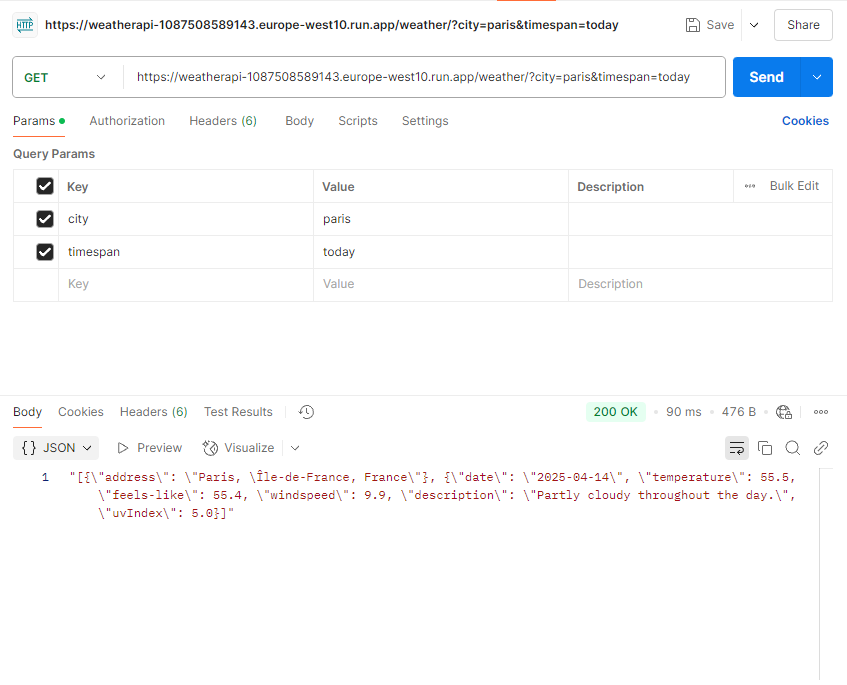 HTTP https://weatherapi-1087508589143.europe-west10.run.app/weather/?city=paris&timespan=today Save Share
GET https://weatherapi-1087508589143.europe-west10.run.app/weather/?city=paris&timespan=today Send
Params Authorization Headers (6) Body Scripts Settings Cookies
Query Params
Key Value Description Bulk Edit
city paris
timespan today
Key Value Description
Body Cookies Headers (6) Test Results 200 OK 90 ms 476 B
{} JSON Preview Visualize
1 "[{\"address\": \"Paris, \Île-de-France, France\"}, {\"date\": \"2025-04-14\", \"temperature\": 55.5,
\"feels-like\": 55.4, \"windspeed\": 9.9, \"description\": \"Partly cloudy throughout the day.\",
\"uvIndex\": 5.0}]"